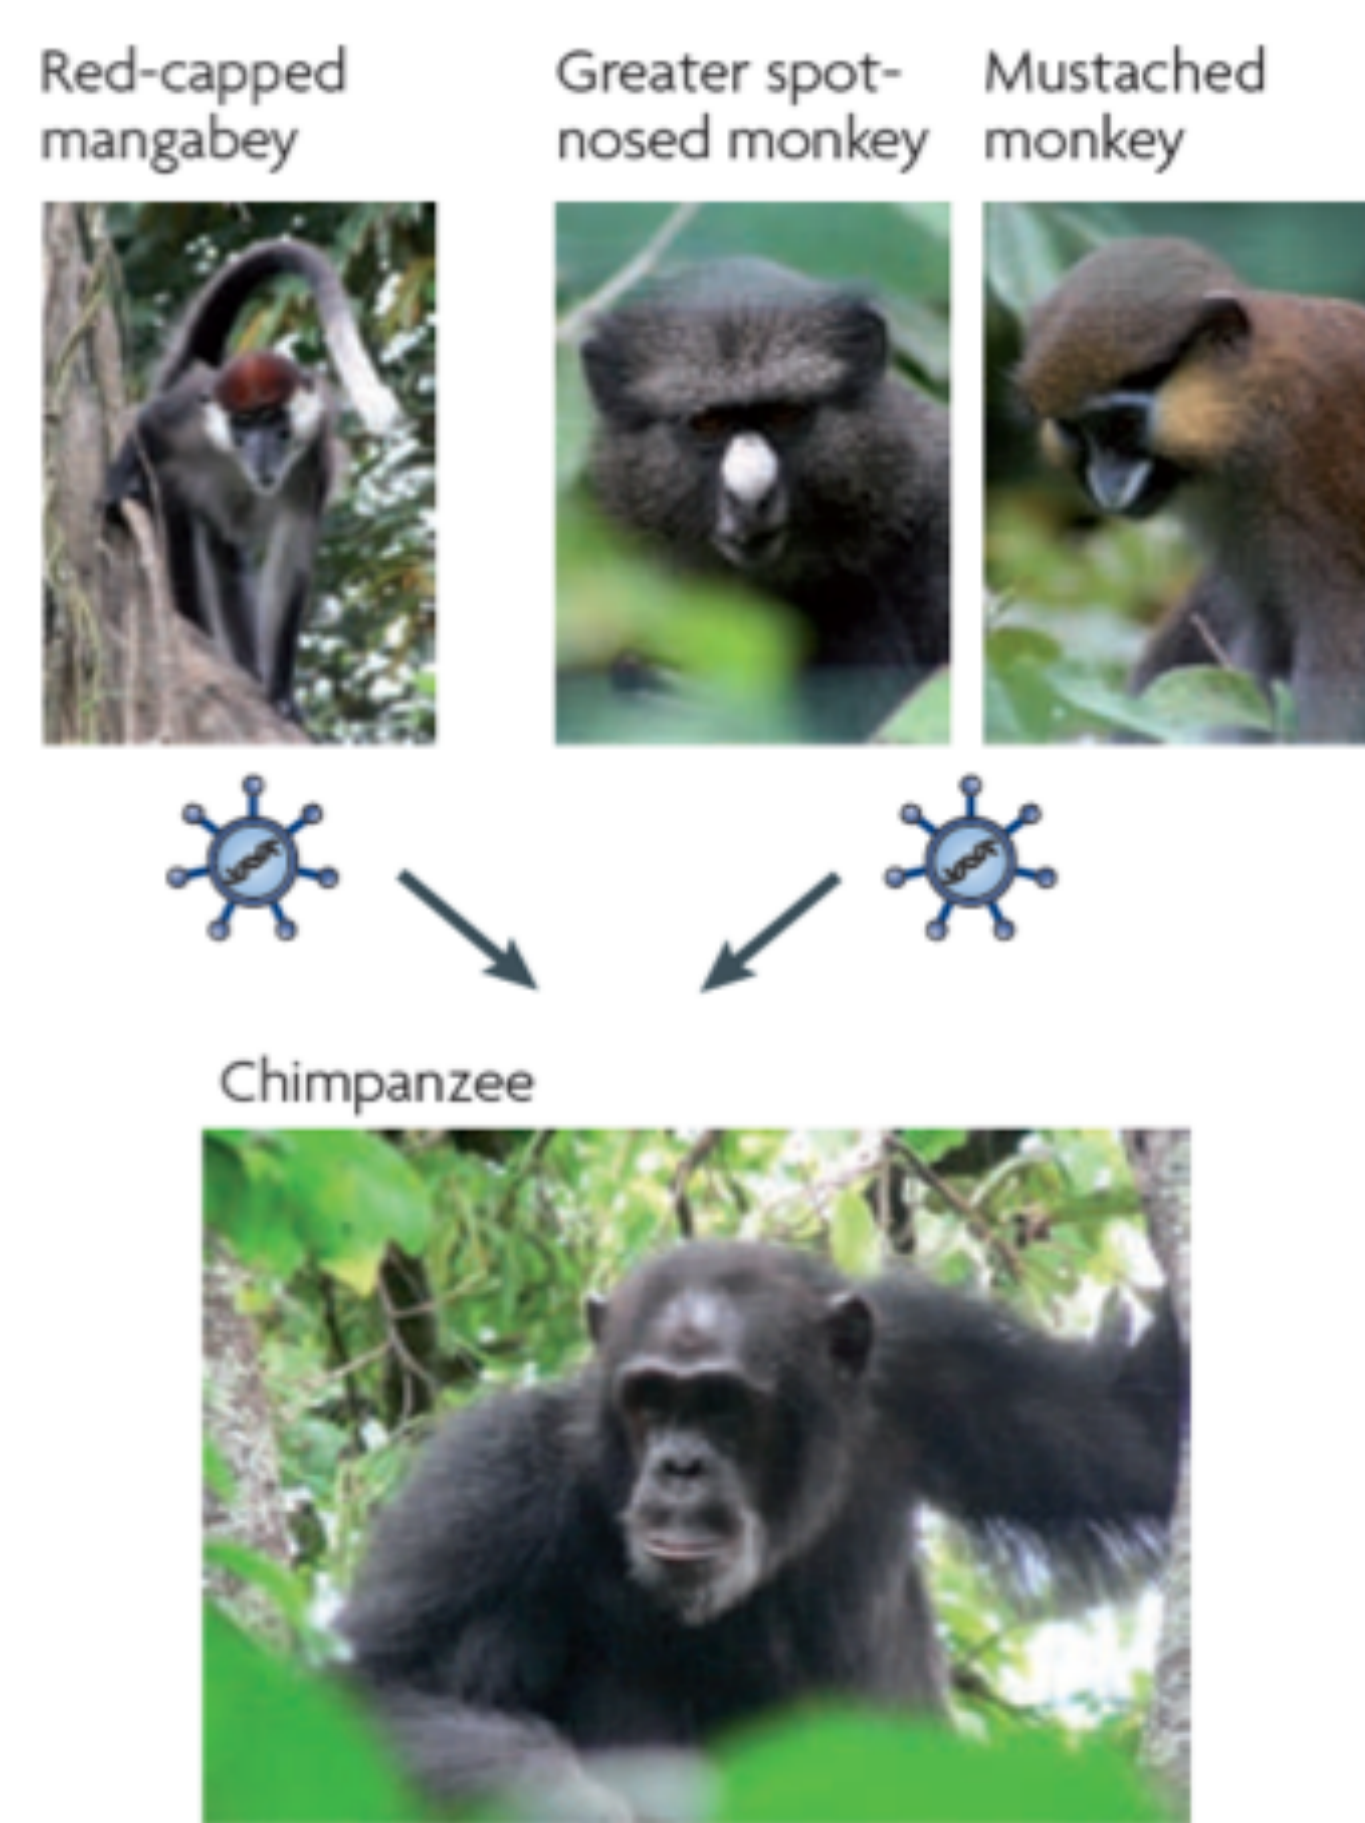 Red-capped
mangabey
Greater spot-
nosed monkey
Mustached
monkey
Chimpanzee